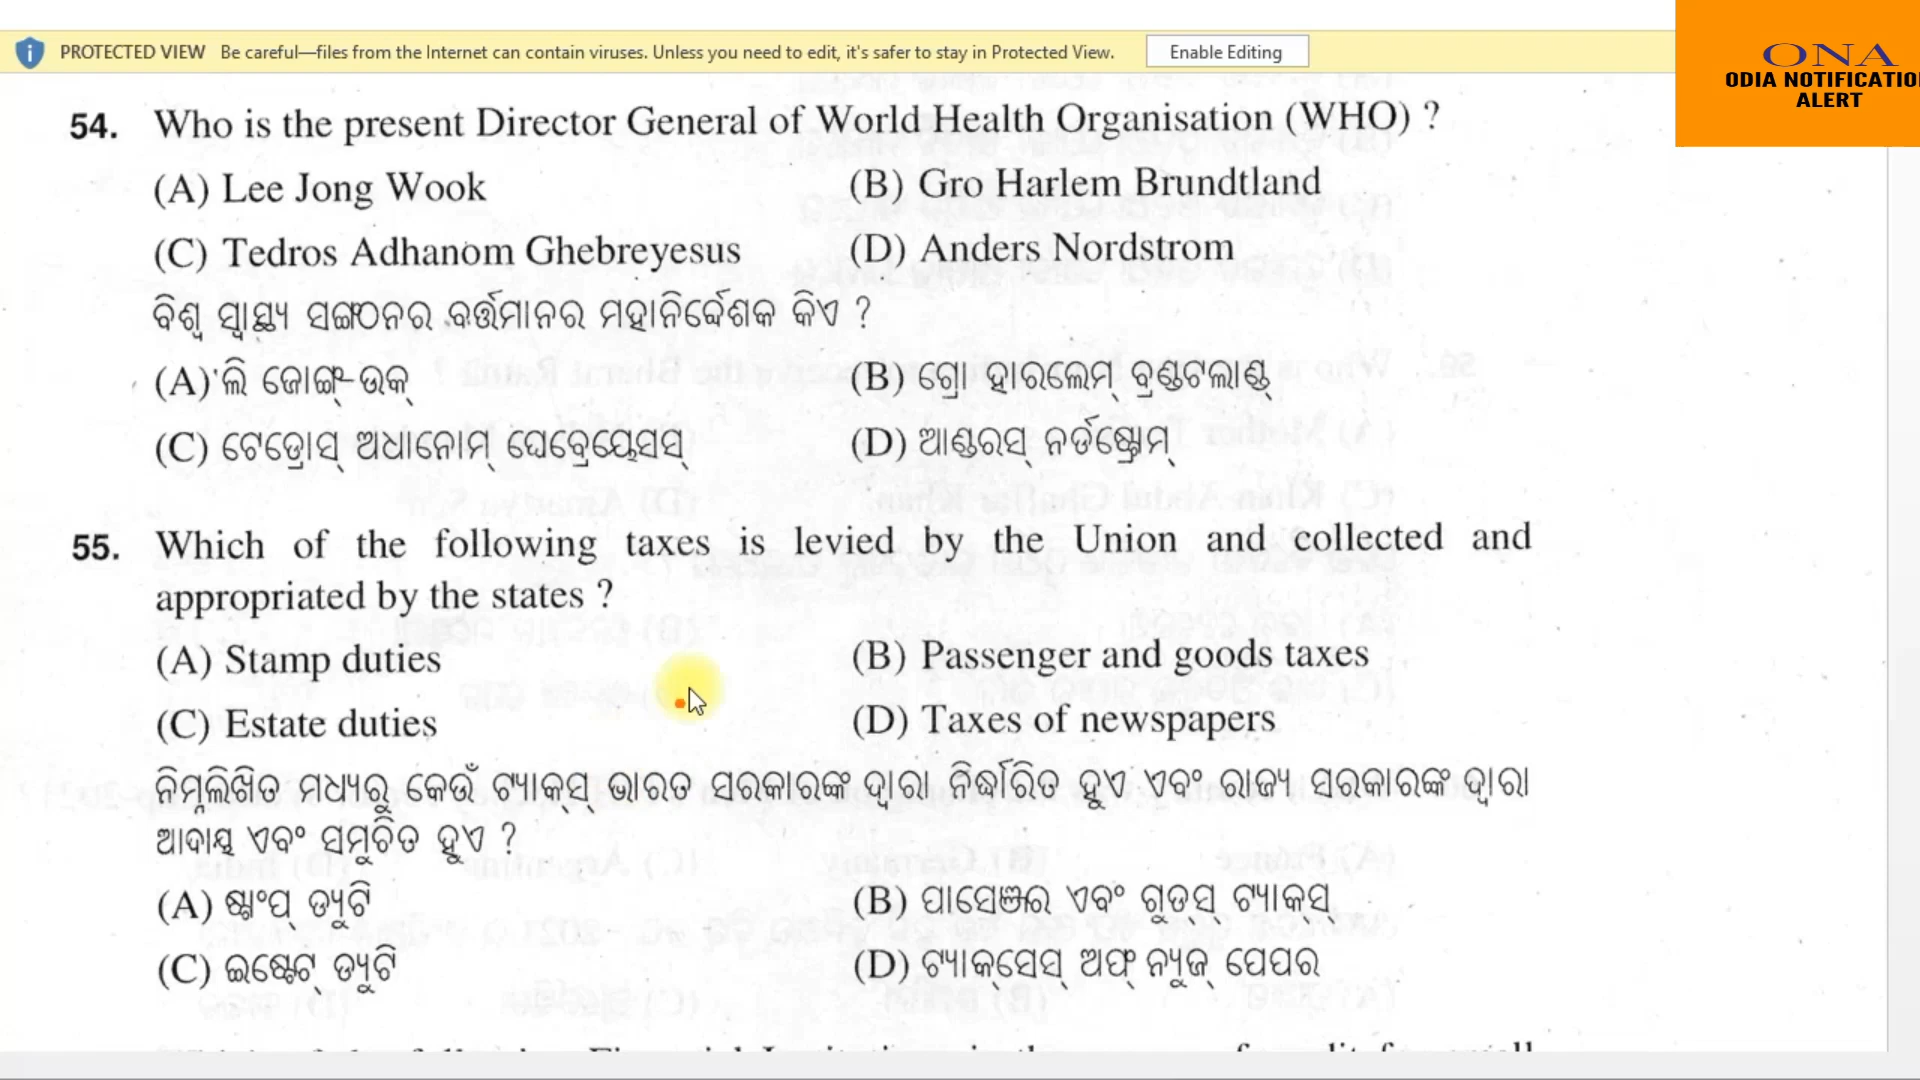 PROTECTED VIEW Be careful—files from the Internet can contain viruses. Unless you need to edit, it's safer to stay in Protected View. Enable Editing
ONA
ODIA NOTIFICATIO
ALERT
54. Who is the present Director General of World Health Organisation (WHO) ?
(A) Lee Jong Wook (B) Gro Harlem Brundtland
(C) Tedros Adhanom Ghebreyesus (D) Anders Nordstrom
ବିଶ୍ୱ ସ୍ୱାସ୍ଥ୍ୟ ସଙ୍ଗଠନର ବର୍ତ୍ତମାନର ମହାନିର୍ଦ୍ଦେଶକ କିଏ ?
(A) ଲି ଜୋଙ୍ଗ୍-ଉକ୍ (B) ଗ୍ରୋ ହାରଲେମ୍ ବ୍ରଣ୍ଡଟଲାଣ୍ଡ୍
(C) ଟେଡ୍ରୋସ୍ ଅଧାନୋମ୍ ଘେବ୍ରେୟେସସ୍ (D) ଆଣ୍ଡରସ୍ ନର୍ଡଷ୍ଟ୍ରୋମ୍
55. Which of the following taxes is levied by the Union and collected and
appropriated by the states ?
(A) Stamp duties (B) Passenger and goods taxes
(C) Estate duties (D) Taxes of newspapers
ନିମ୍ନଲିଖିତ ମଧ୍ୟରୁ କେଉଁ ଟ୍ୟାକ୍ସ୍ ଭାରତ ସରକାରଙ୍କ ଦ୍ୱାରା ନିର୍ଦ୍ଧାରିତ ହୁଏ ଏବଂ ରାଜ୍ୟ ସରକାରଙ୍କ ଦ୍ୱାରା
ଆଦାୟ ଏବଂ ସମୁଚିତ ହୁଏ ?
(A) ଷ୍ଟାଂପ୍ ଡ୍ୟୁଟି (B) ପାସେଞ୍ଜର ଏବଂ ଗୁଡସ୍ ଟ୍ୟାକ୍ସ୍
(C) ଇଷ୍ଟେଟ୍ ଡ୍ୟୁଟି (D) ଟ୍ୟାକ୍ସେସ୍ ଅଫ୍ ନ୍ୟୁଜ୍ ପେପର